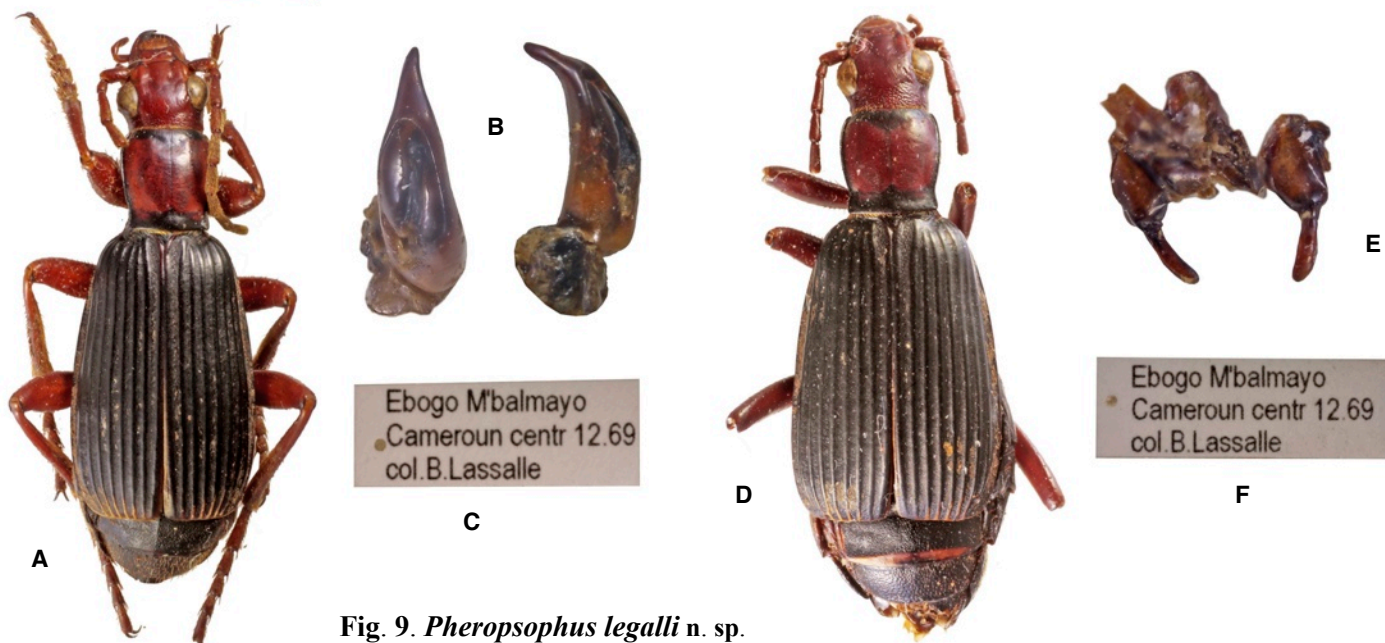 B
E
Ebogo M'balmayo
Cameroun centr 12.69
col.B.Lassalle
Ebogo M'balmayo
Cameroun centr 12.69
col.B.Lassalle
D
F
C
A
Fig. 9. Pheropsophus legalli n. sp.